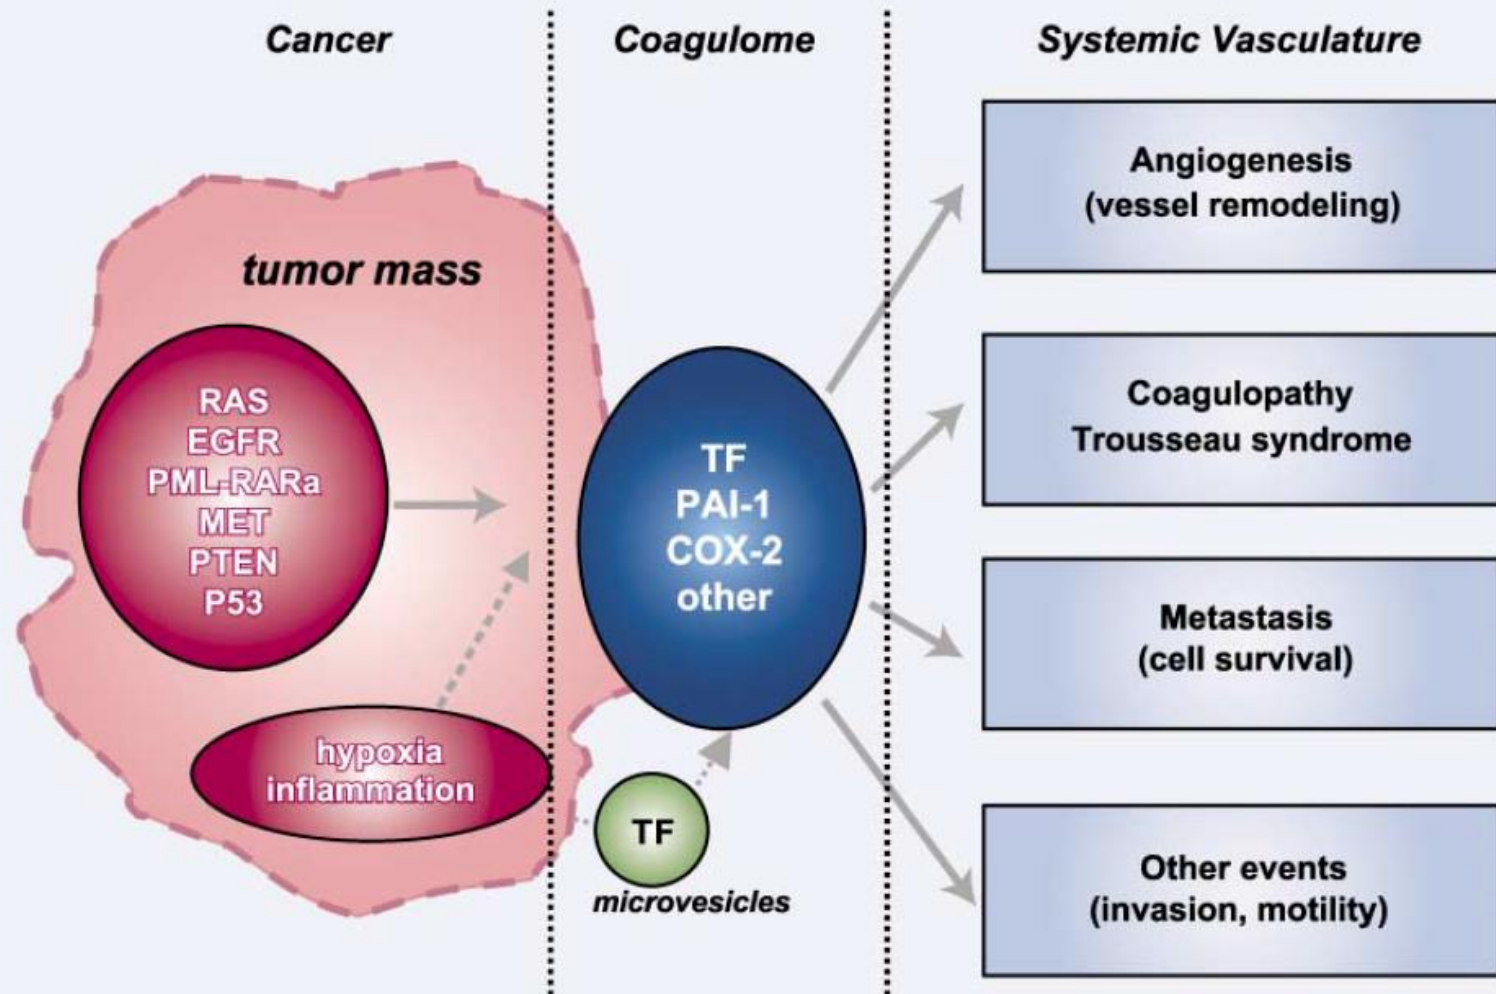 Cancer
Coagulome
Systemic Vasculature
tumor mass
RAS
EGFR
PML-RARa
MET
PTEN
P53
hypoxia
inflammation
TF
PAI-1
COX-2
other
TF
microvesicles
Angiogenesis
(vessel remodeling)
Coagulopathy
Trousseau syndrome
Metastasis
(cell survival)
Other events
(invasion, motility)